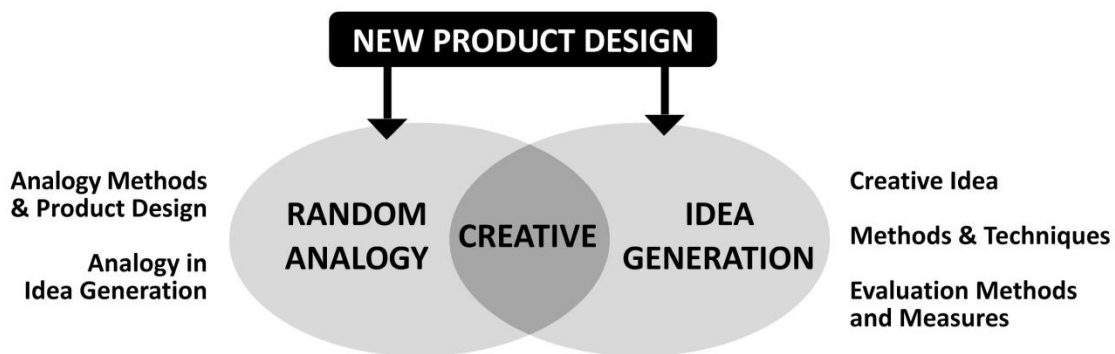 NEW PRODUCT DESIGN
Analogy Methods
& Product Design
Analogy in
Idea Generation
RANDOM
ANALOGY
CREATIVE
IDEA
GENERATION
Creative Idea
Methods & Techniques
Evaluation Methods
and Measures